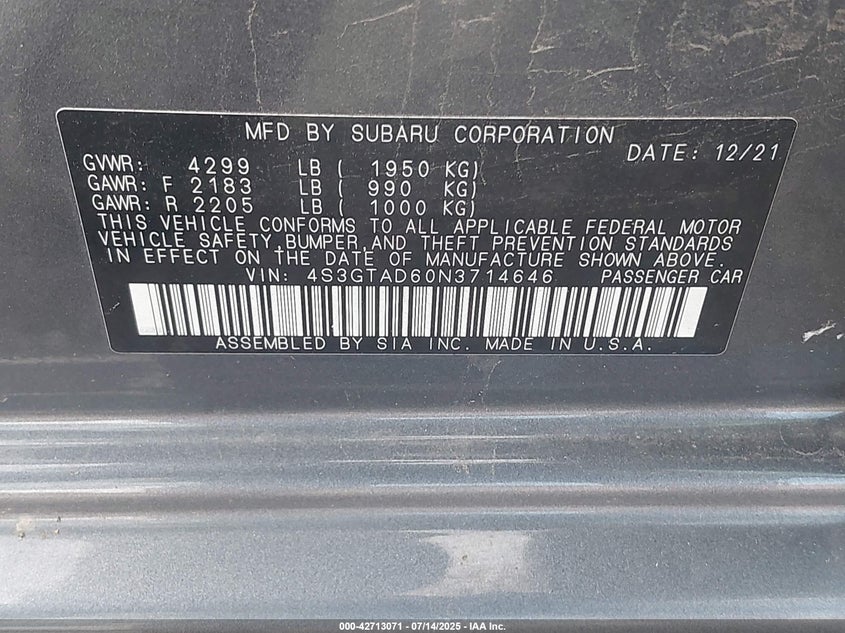 MFD BY SUBARU CORPORATION
DATE: 12/21
GVWR: 4299 LB ( 1950 KG)
GAWR: F 2183 LB ( 990 KG)
GAWR: R 2205 LB ( 1000 KG)
THIS VEHICLE CONFORMS TO ALL APPLICABLE FEDERAL MOTOR
VEHICLE SAFETY,BUMPER,AND THEFT PREVENTION STANDARDS
IN EFFECT ON THE DATE OF MANUFACTURE SHOWN ABOVE.
VIN: 4S3GTAD60N3714646 PASSENGER CAR
ASSEMBLED BY SIA INC. MADE IN U.S.A.
000-42713071 - 07/14/2025 - IAA Inc.